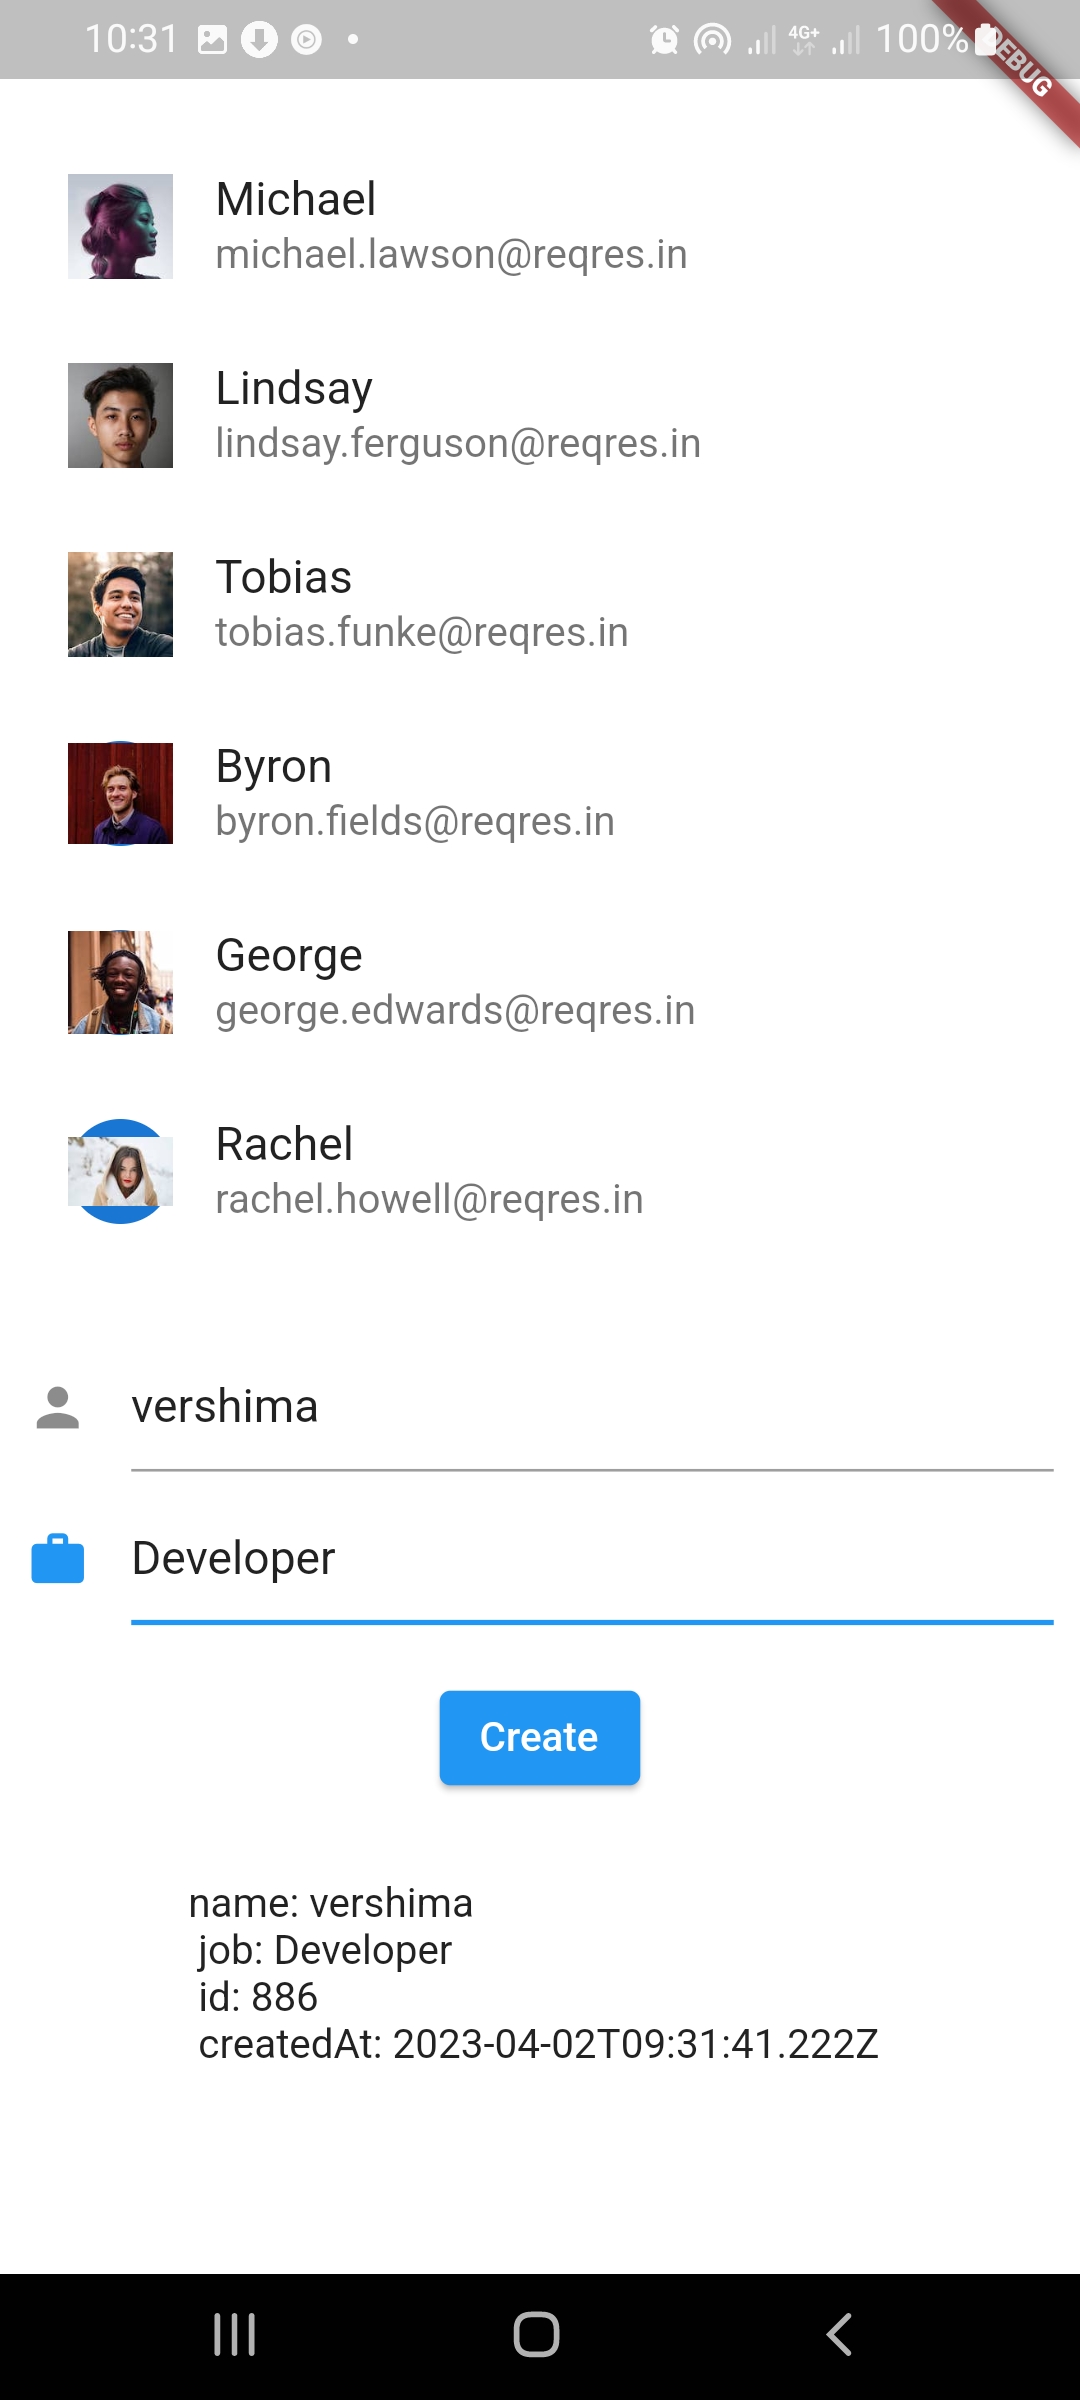 10:31 4G+ 100%
DEBUG
Michael
michael.lawson@reqres.in
Lindsay
lindsay.ferguson@reqres.in
Tobias
tobias.funke@reqres.in
Byron
byron.fields@reqres.in
George
george.edwards@reqres.in
Rachel
rachel.howell@reqres.in
vershima
Developer
Create
name: vershima
job: Developer
id: 886
createdAt: 2023-04-02T09:31:41.222Z